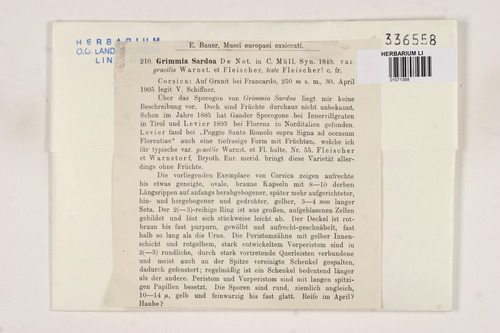 HERBARIUM
O.O. LAND
LIN
336558
HERBARIUM LI
E. Bauer, Musci europaei exsiccati.
210. Grimmia Sardoa De Not. in C. Müll. Syn. 1849. var.
gracilis Warnst. et Fleischer, teste Fleischer! c. fr.
Corsica: Auf Granit bei Francardo, 250 m s. m., 30. April
1905 legit V. Schiffner.
Über das Sporogon von Grimmia Sardoa liegt mir keine
Beschreibung vor. Doch sind Früchte durchaus nicht unbekannt.
Schon im Jahre 1885 hat Gander Sporogone bei Innervillgraten
in Tirol und Levier 1893 bei Florenz in Norditalien gefunden.
Levier fand bei „Poggio Santo Romolo supra Signa ad occasum
Florentiae" auch eine tiefrasige Form mit Früchten, welche ich
für typische var. gracilis Warnst. et Fl. halte. Nr. 55, Fleischer
et Warnstorf, Bryoth. Eur. merid. bringt diese Varietät aller-
dings ohne Früchte.
Die vorliegenden Exemplare von Corsica zeigen aufrechte
bis etwas geneigte, ovale, braune Kapseln mit 8—10 derben
Längsrippen auf anfangs herabgebogener, später mehr aufgerichteter,
hin- und hergebogener und gedrehter, gelber, 3—4 mm langer
Seta. Der 2(—3)-reihige Ring ist aus großen, aufgeblasenen Zellen
gebildet und löst sich stückweise leicht ab. Der Deckel ist rot-
braun bis fast purpurn, gewölbt und aufrecht-geschnäbelt, fast
halb so lang als die Urne. Die Peristomzähne mit gelber Innen-
schicht und rotgelbem, stark entwickeltem Vorperistom sind in
2(—3) rundliche, durch stark vortretende Querleisten verbundene
und meist auch an der Spitze vereinigte Schenkel gespalten,
dadurch gefenstert; regelmäßig ist ein Schenkel bedeutend länger
als der andere. Peristom und Vorperistom sind mit langen spitzi-
gen Papillen besetzt. Die Sporen sind rund, ziemlich ungleich,
10—14 µ, gelb und feinwarzig bis fast glatt. Reife im April?
Haube?